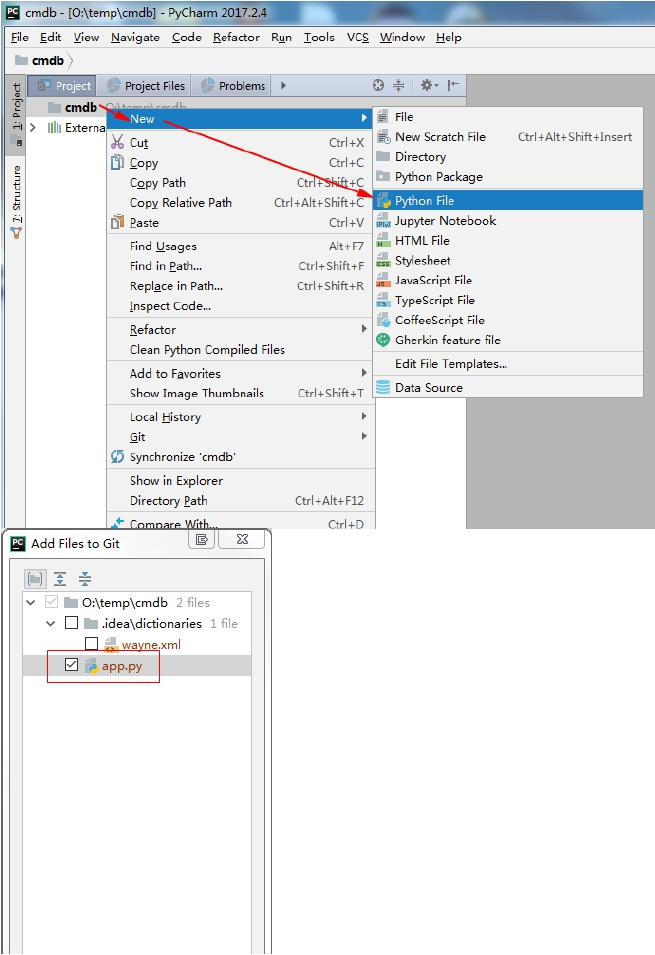 cmdb - [O:\temp\cmdb] - PyCharm 2017.2.4
File Edit View Navigate Code Refactor Run Tools VCS Window Help
cmdb
Project Project Files Problems
1: Project
7: Structure
cmdb O:\temp\cmdb
Externa
New
Cut Ctrl+X
Copy Ctrl+C
Copy Path Ctrl+Shift+C
Copy Relative Path Ctrl+Alt+Shift+C
Paste Ctrl+V
Find Usages Alt+F7
Find in Path... Ctrl+Shift+F
Replace in Path... Ctrl+Shift+R
Inspect Code...
Refactor
Clean Python Compiled Files
Add to Favorites
Show Image Thumbnails Ctrl+Shift+T
Local History
Git
Synchronize 'cmdb'
Show in Explorer
Directory Path Ctrl+Alt+F12
Compare With... Ctrl+D
File
New Scratch File Ctrl+Alt+Shift+Insert
Directory
Python Package
Python File
Jupyter Notebook
HTML File
Stylesheet
JavaScript File
TypeScript File
CoffeeScript File
Gherkin feature file
Edit File Templates...
Data Source
Add Files to Git
O:\temp\cmdb 2 files
.idea\dictionaries 1 file
wayne.xml
app.py